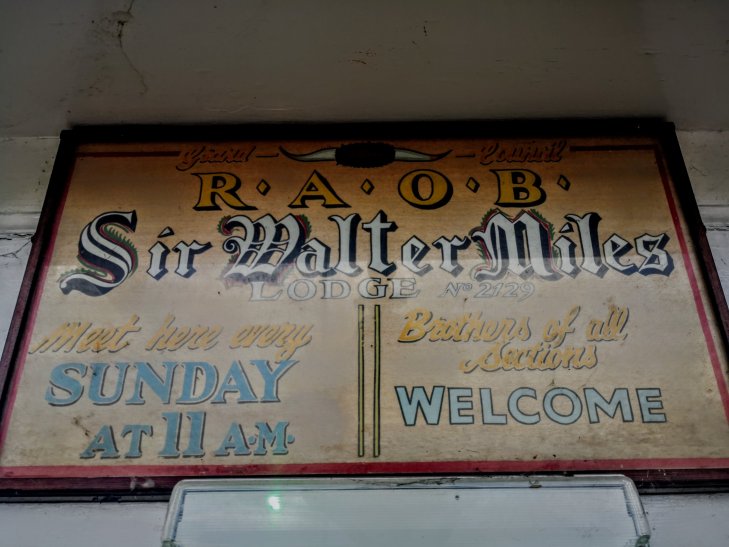 Grand Council
R·A·O·B·
Sir Walter Miles
LODGE Nº 2129
Meet here every
SUNDAY
AT 11 A·M·
Brothers of all
Sections
WELCOME